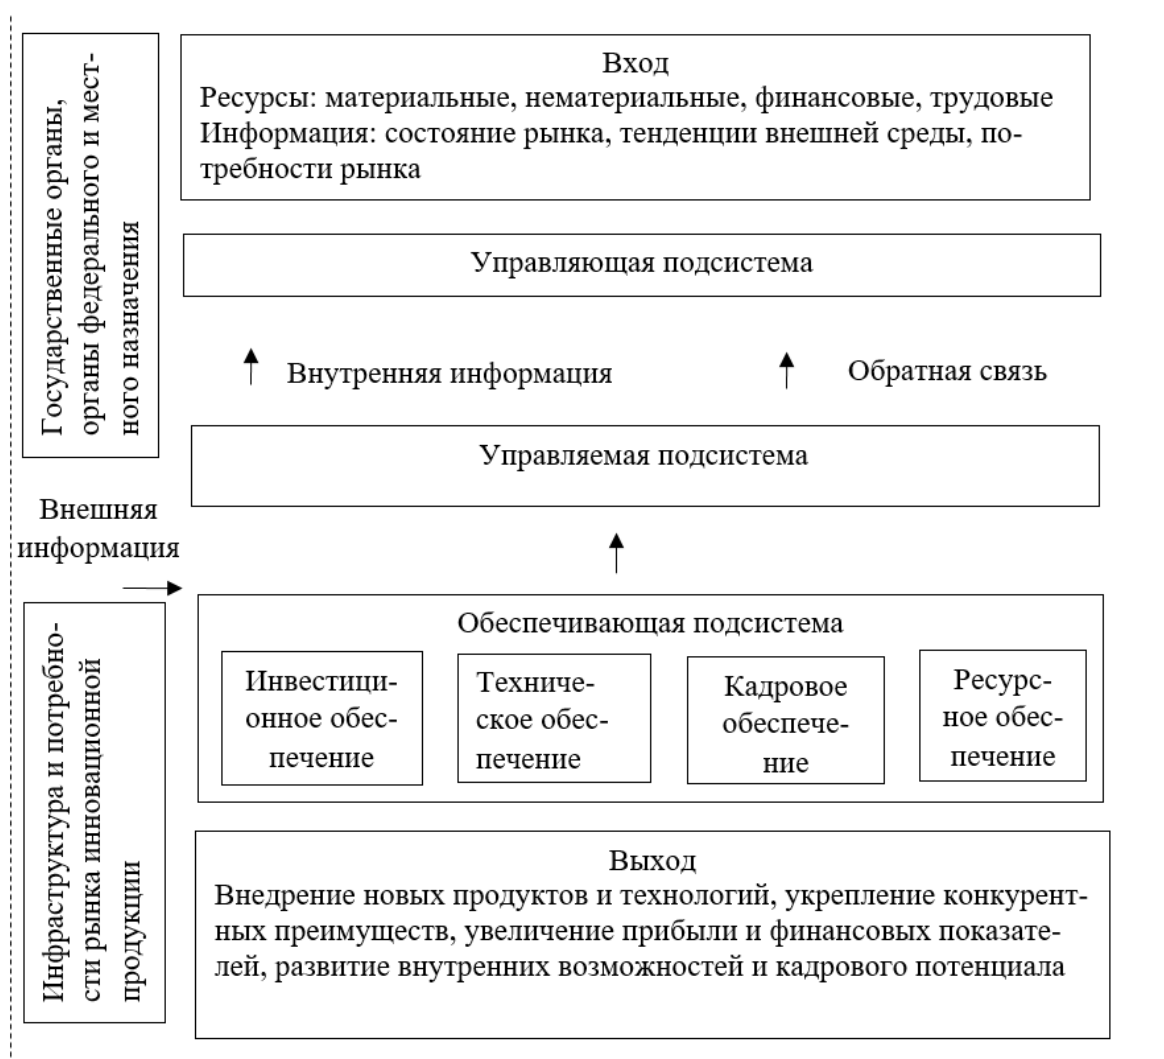 Государственные органы,
органы федерального и мест-
ного назначения
Вход
Ресурсы: материальные, нематериальные, финансовые, трудовые
Информация: состояние рынка, тенденции внешней среды, по-
требности рынка
Управляющая подсистема
Внутренняя информация
Обратная связь
Управляемая подсистема
Внешняя
информация
Инфраструктура и потребно-
сти рынка инновационной
продукции
Обеспечивающая подсистема
Инвестици-
онное обес-
печение
Техниче-
ское обес-
печение
Кадровое
обеспече-
ние
Ресурс-
ное обес-
печение
Выход
Внедрение новых продуктов и технологий, укрепление конкурент-
ных преимуществ, увеличение прибыли и финансовых показате-
лей, развитие внутренних возможностей и кадрового потенциала